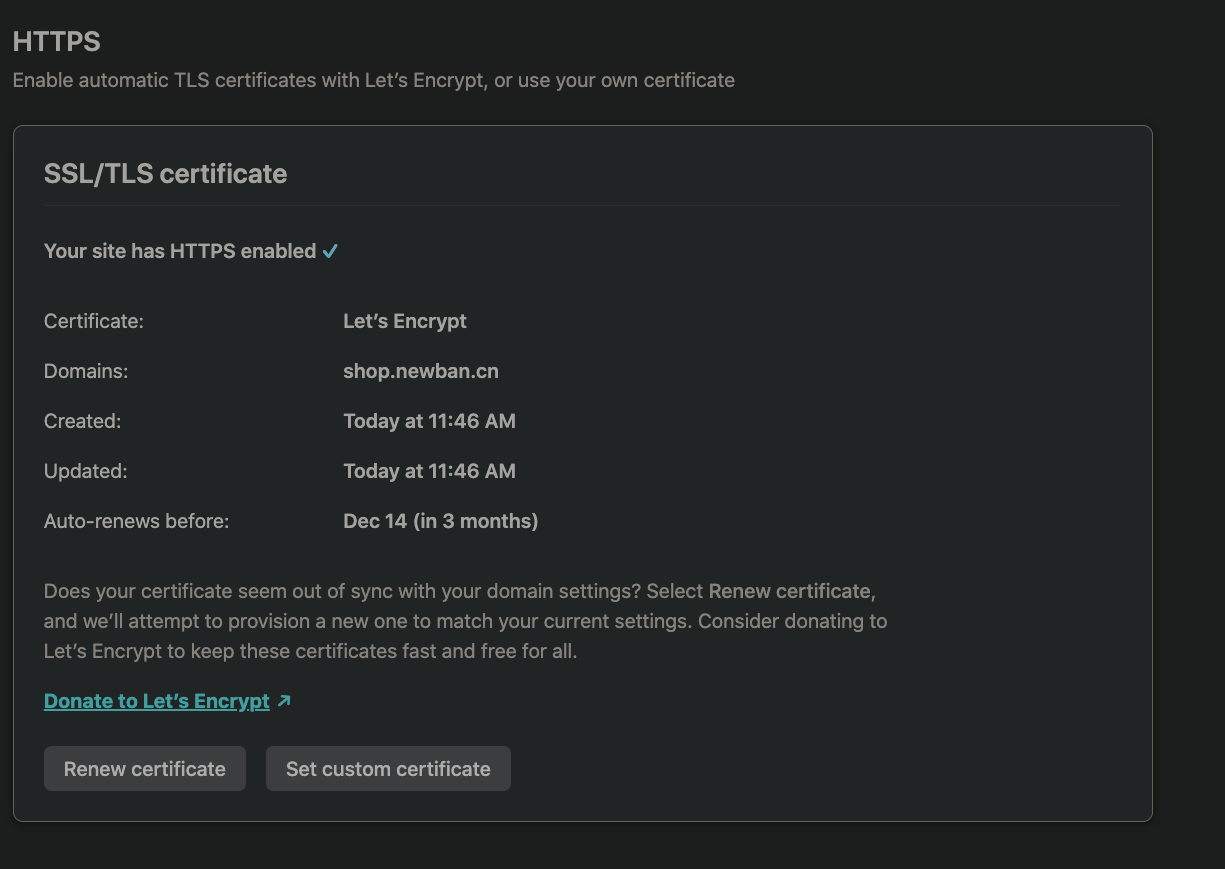 HTTPS
Enable automatic TLS certificates with Let’s Encrypt, or use your own certificate
SSL/TLS certificate
Your site has HTTPS enabled ✓
Certificate: Let’s Encrypt
Domains: shop.newban.cn
Created: Today at 11:46 AM
Updated: Today at 11:46 AM
Auto-renews before: Dec 14 (in 3 months)
Does your certificate seem out of sync with your domain settings? Select Renew certificate,
and we’ll attempt to provision a new one to match your current settings. Consider donating to
Let’s Encrypt to keep these certificates fast and free for all.
Donate to Let’s Encrypt ↗
Renew certificate Set custom certificate